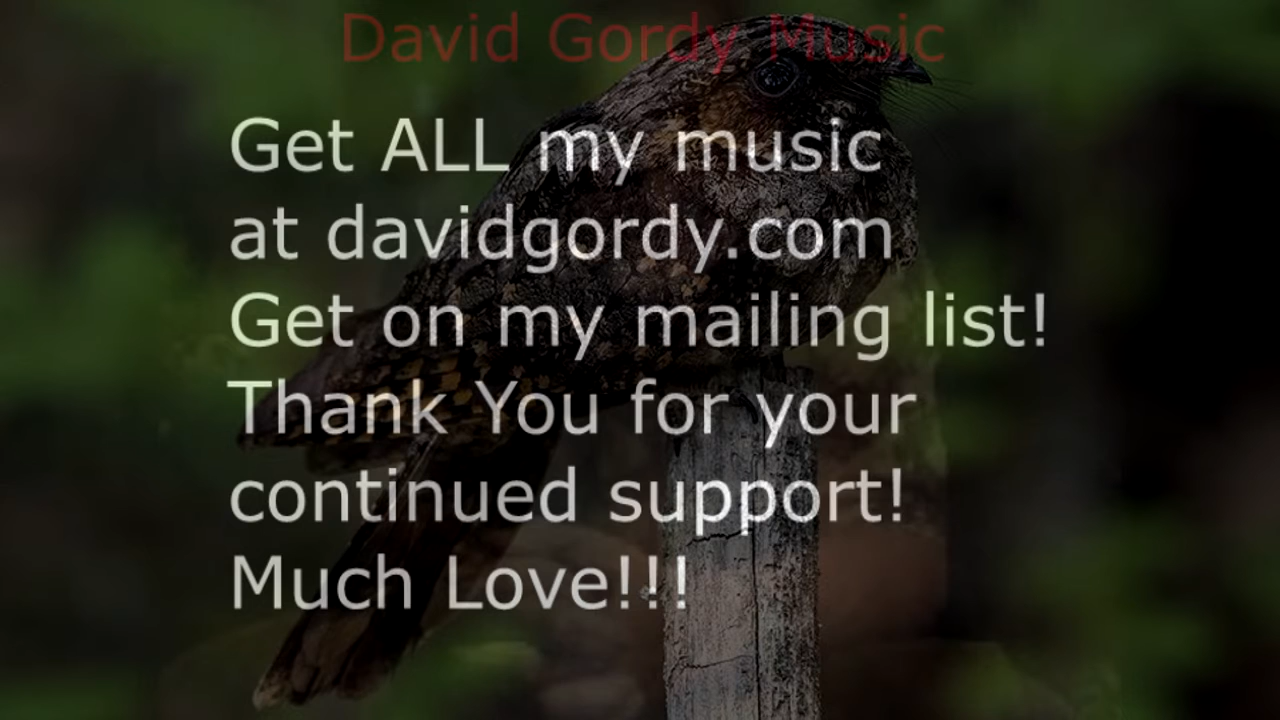 David Gordy Music
Get ALL my music
at davidgordy.com
Get on my mailing list!
Thank You for your
continued support!
Much Love!!!